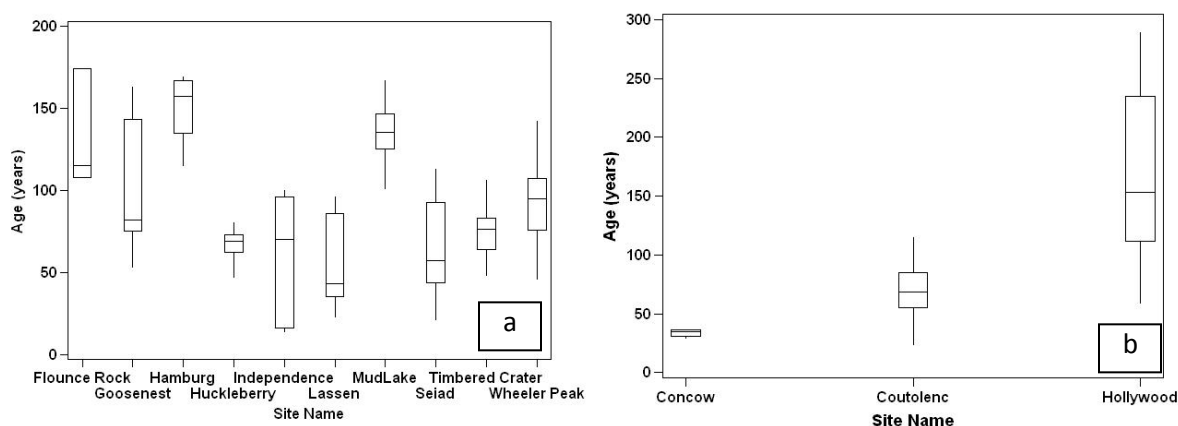 200
150
100
50
0
Age (years)
Flounce Rock Hamburg Independence MudLake Timbered Crater
Goosenest Huckleberry Lassen Seiad Wheeler Peak
Site Name
a
300
250
200
150
100
50
0
Age (years)
Concow Coutolenc Hollywood
Site Name
b